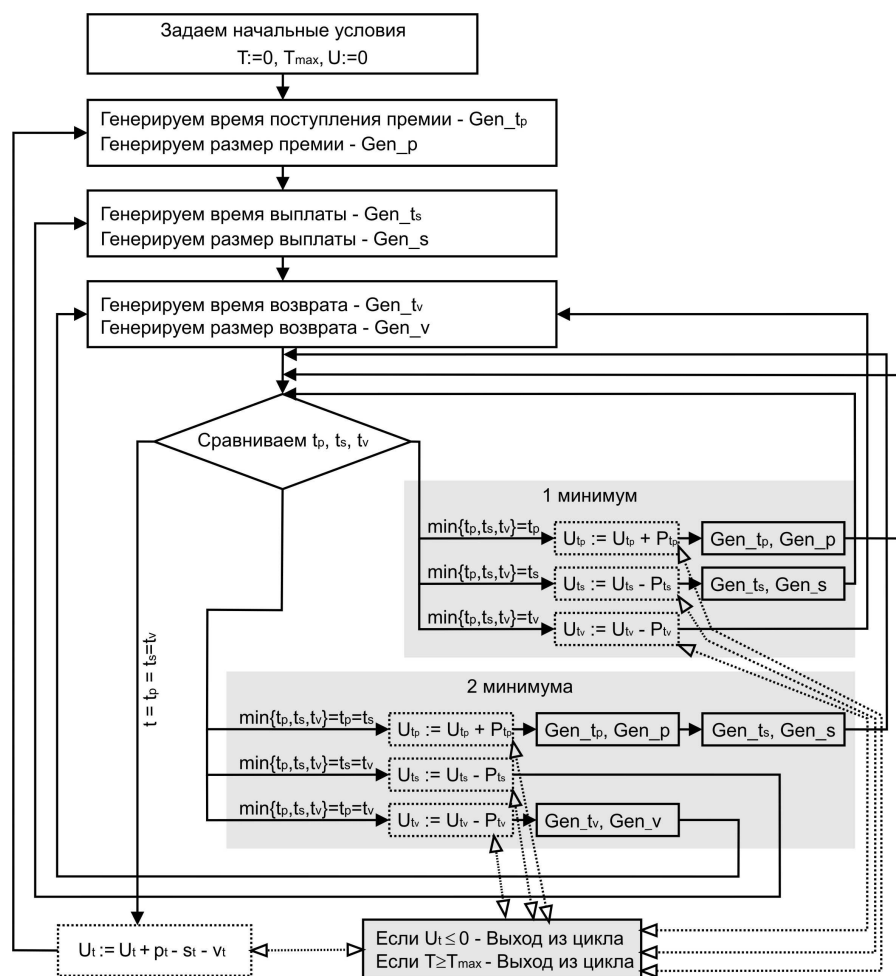 Задаем начальные условия
T:=0, Tmax, U:=0
Генерируем время поступления премии - Gen_tp
Генерируем размер премии - Gen_p
Генерируем время выплаты - Gen_ts
Генерируем размер выплаты - Gen_s
Генерируем время возврата - Gen_tv
Генерируем размер возврата - Gen_v
Сравниваем tp, ts, tv
1 минимум
min{tp,ts,tv}=tp
Utp := Utp + Ptp
Gen_tp, Gen_p
min{tp,ts,tv}=ts
Uts := Uts - Pts
Gen_ts, Gen_s
min{tp,ts,tv}=tv
Utv := Utv - Ptv
t = tp = ts=tv
2 минимума
min{tp,ts,tv}=tp=ts
Utp := Utp + Ptp
Gen_tp, Gen_p
Gen_ts, Gen_s
min{tp,ts,tv}=ts=tv
Uts := Uts - Pts
min{tp,ts,tv}=tp=tv
Utv := Utv - Ptv
Gen_tv, Gen_v
Ut := Ut + pt - st - vt
Если Ut ≤ 0 - Выход из цикла
Если T≥Tmax - Выход из цикла